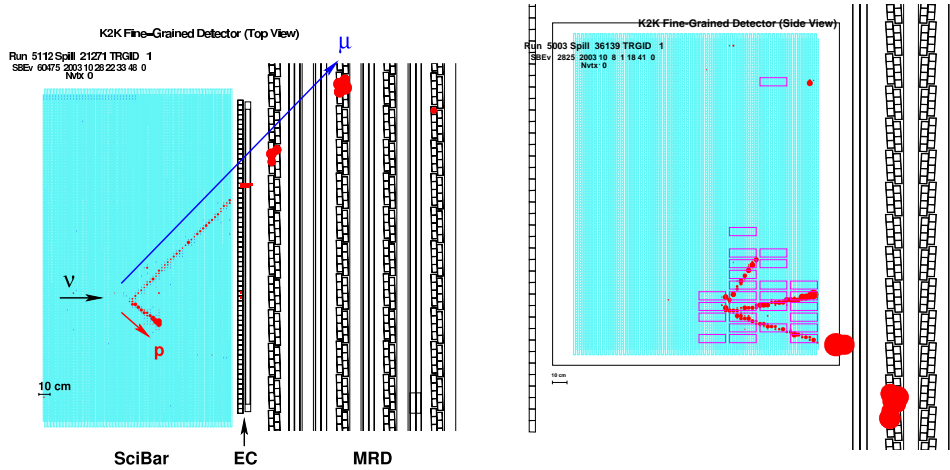 K2K Fine-Grained Detector (Top View)
Run 5112 Spill 21271 TRGID 1
SBEv 60475 2003 10 28 22 33 48 0
Nvtx 0
μ
ν
p
10 cm
SciBar
EC
MRD
K2K Fine-Grained Detector (Side View)
Run 5003 Spill 36139 TRGID 1
SBEv 2825 2003 10 8 1 18 41 0
Nvtx 0
10 cm